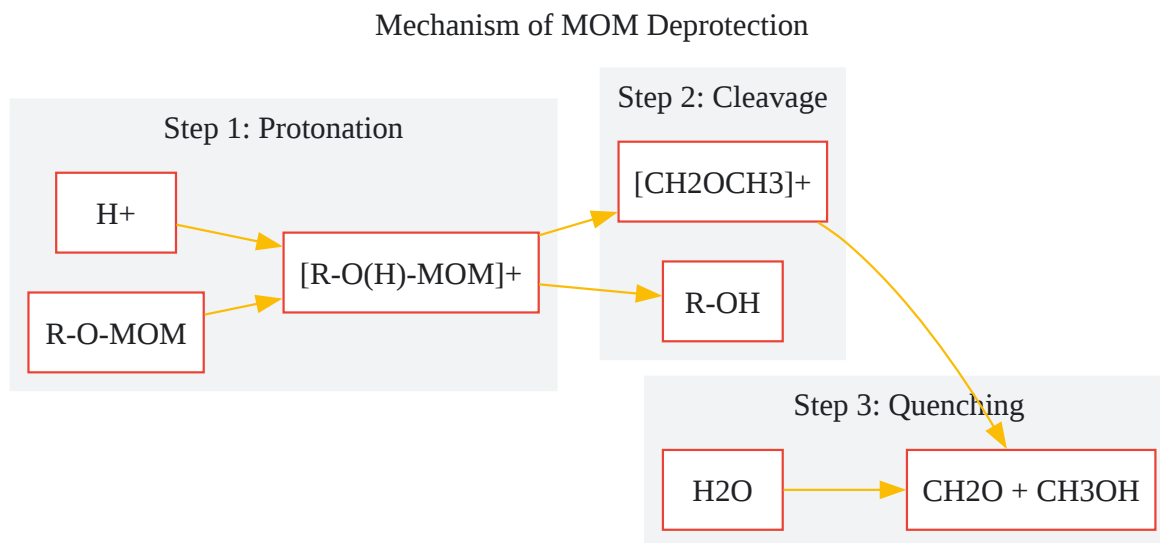 Mechanism of MOM Deprotection
Step 1: Protonation
H+
R-O-MOM
[R-O(H)-MOM]+
Step 2: Cleavage
[CH2OCH3]+
R-OH
Step 3: Quenching
H2O
CH2O + CH3OH